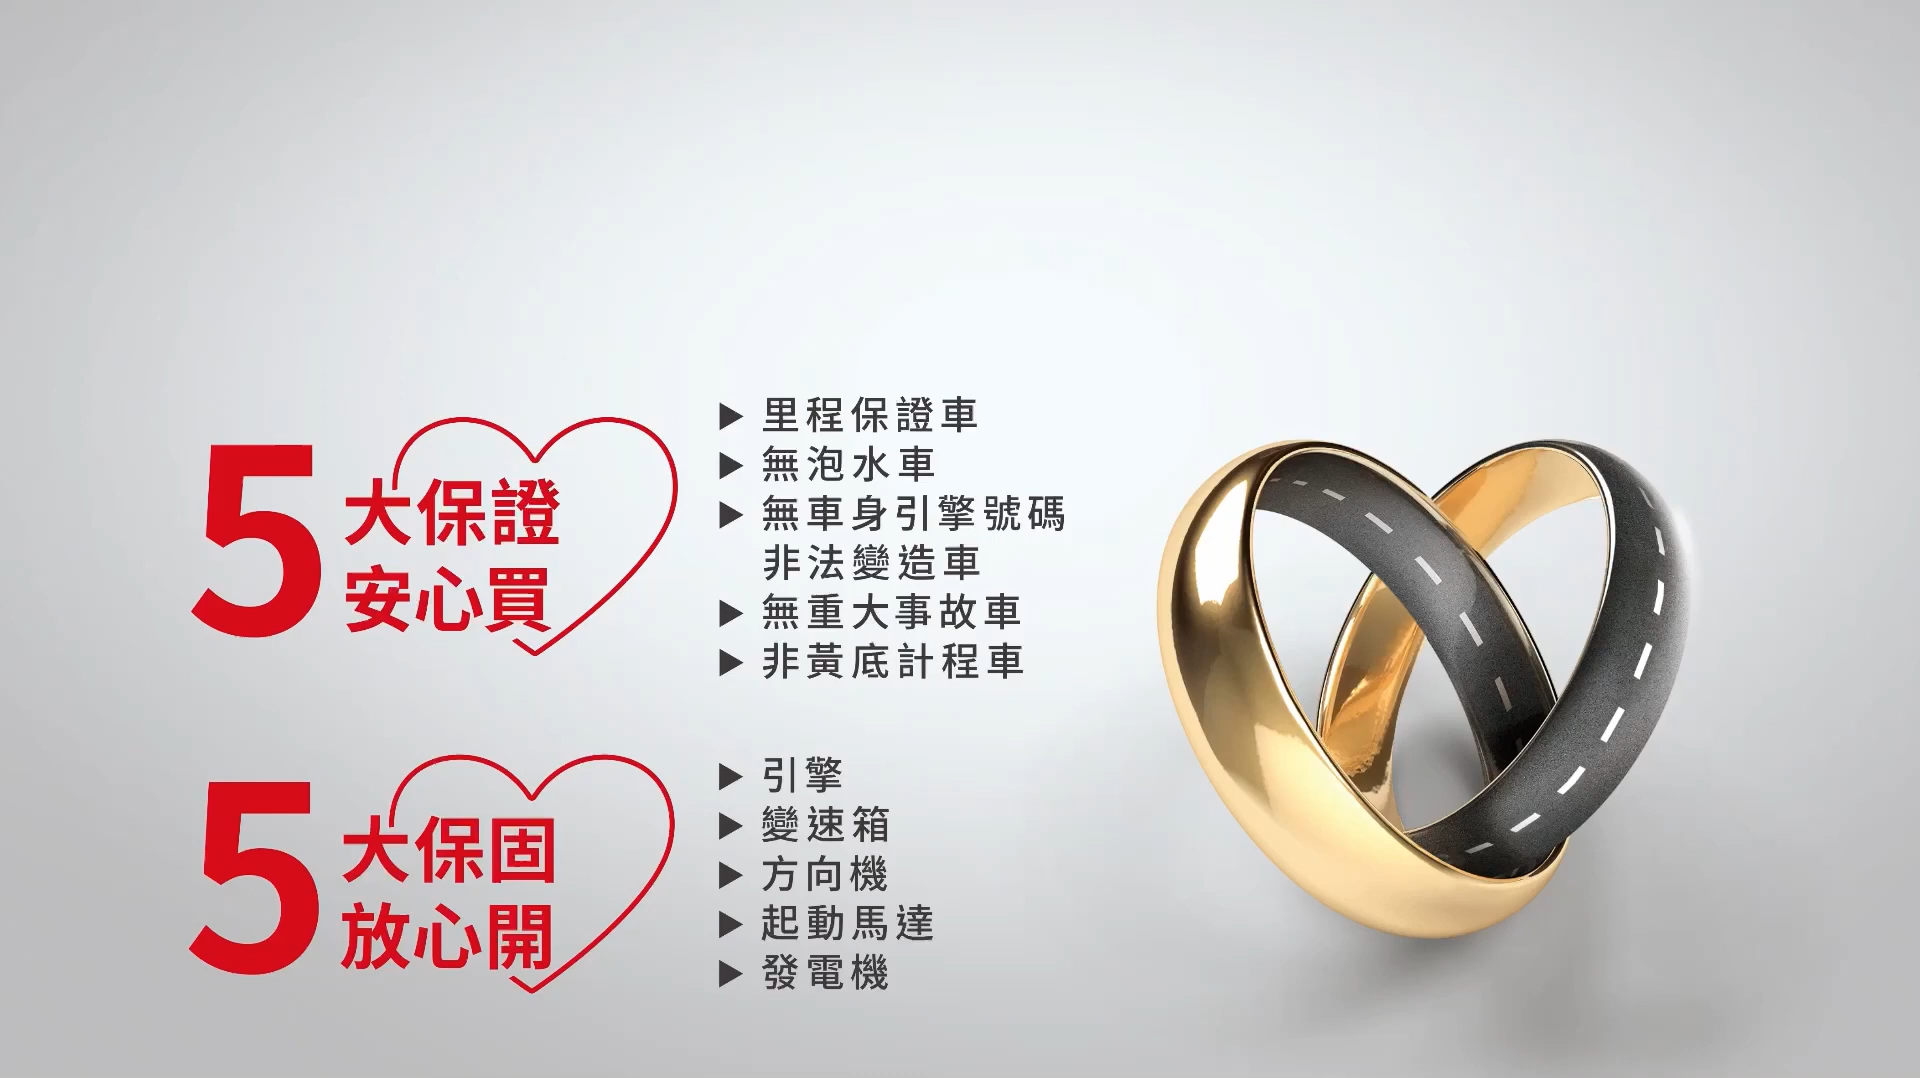 5大保證
安心買
▶ 里程保證車
▶ 無泡水車
▶ 無車身引擎號碼
非法變造車
▶ 無重大事故車
▶ 非黃底計程車
5大保固
放心開
▶ 引擎
▶ 變速箱
▶ 方向機
▶ 起動馬達
▶ 發電機